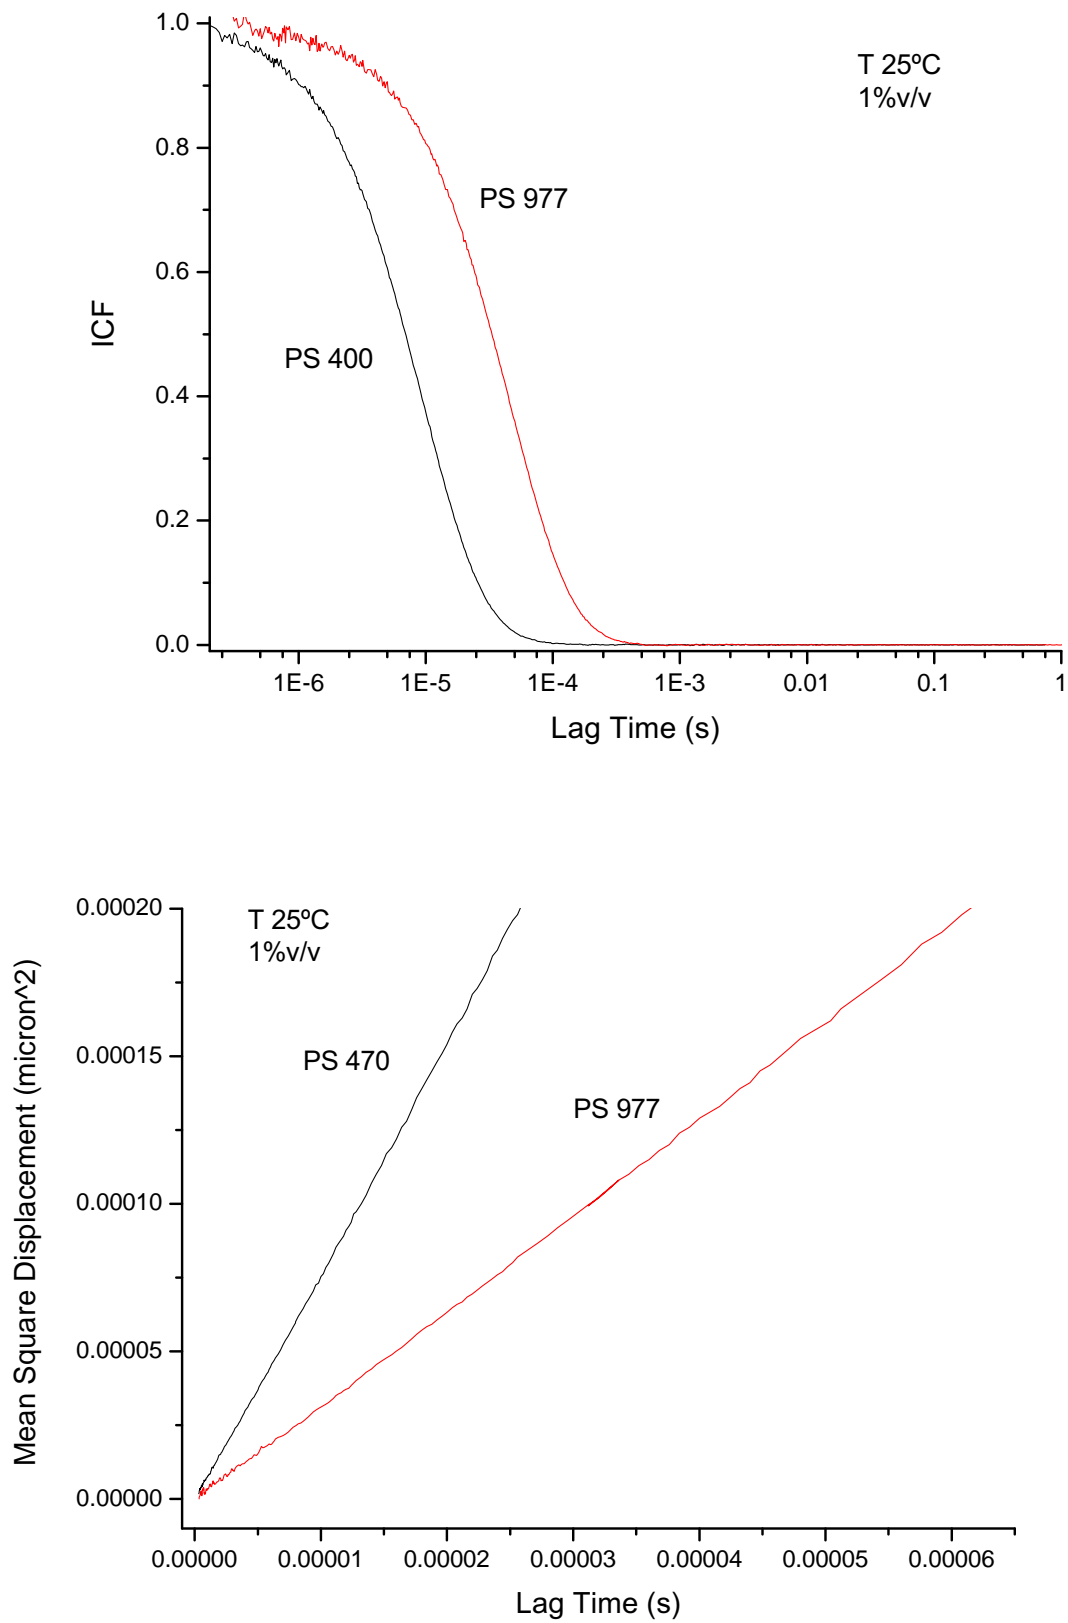 1.0
0.8
0.6
0.4
0.2
0.0
ICF
T 25ºC
1%v/v
PS 977
PS 400
1E-6 1E-5 1E-4 1E-3 0.01 0.1 1
Lag Time (s)
0.00020
0.00015
0.00010
0.00005
0.00000
Mean Square Displacement (micron^2)
T 25ºC
1%v/v
PS 470
PS 977
0.00000 0.00001 0.00002 0.00003 0.00004 0.00005 0.00006
Lag Time (s)